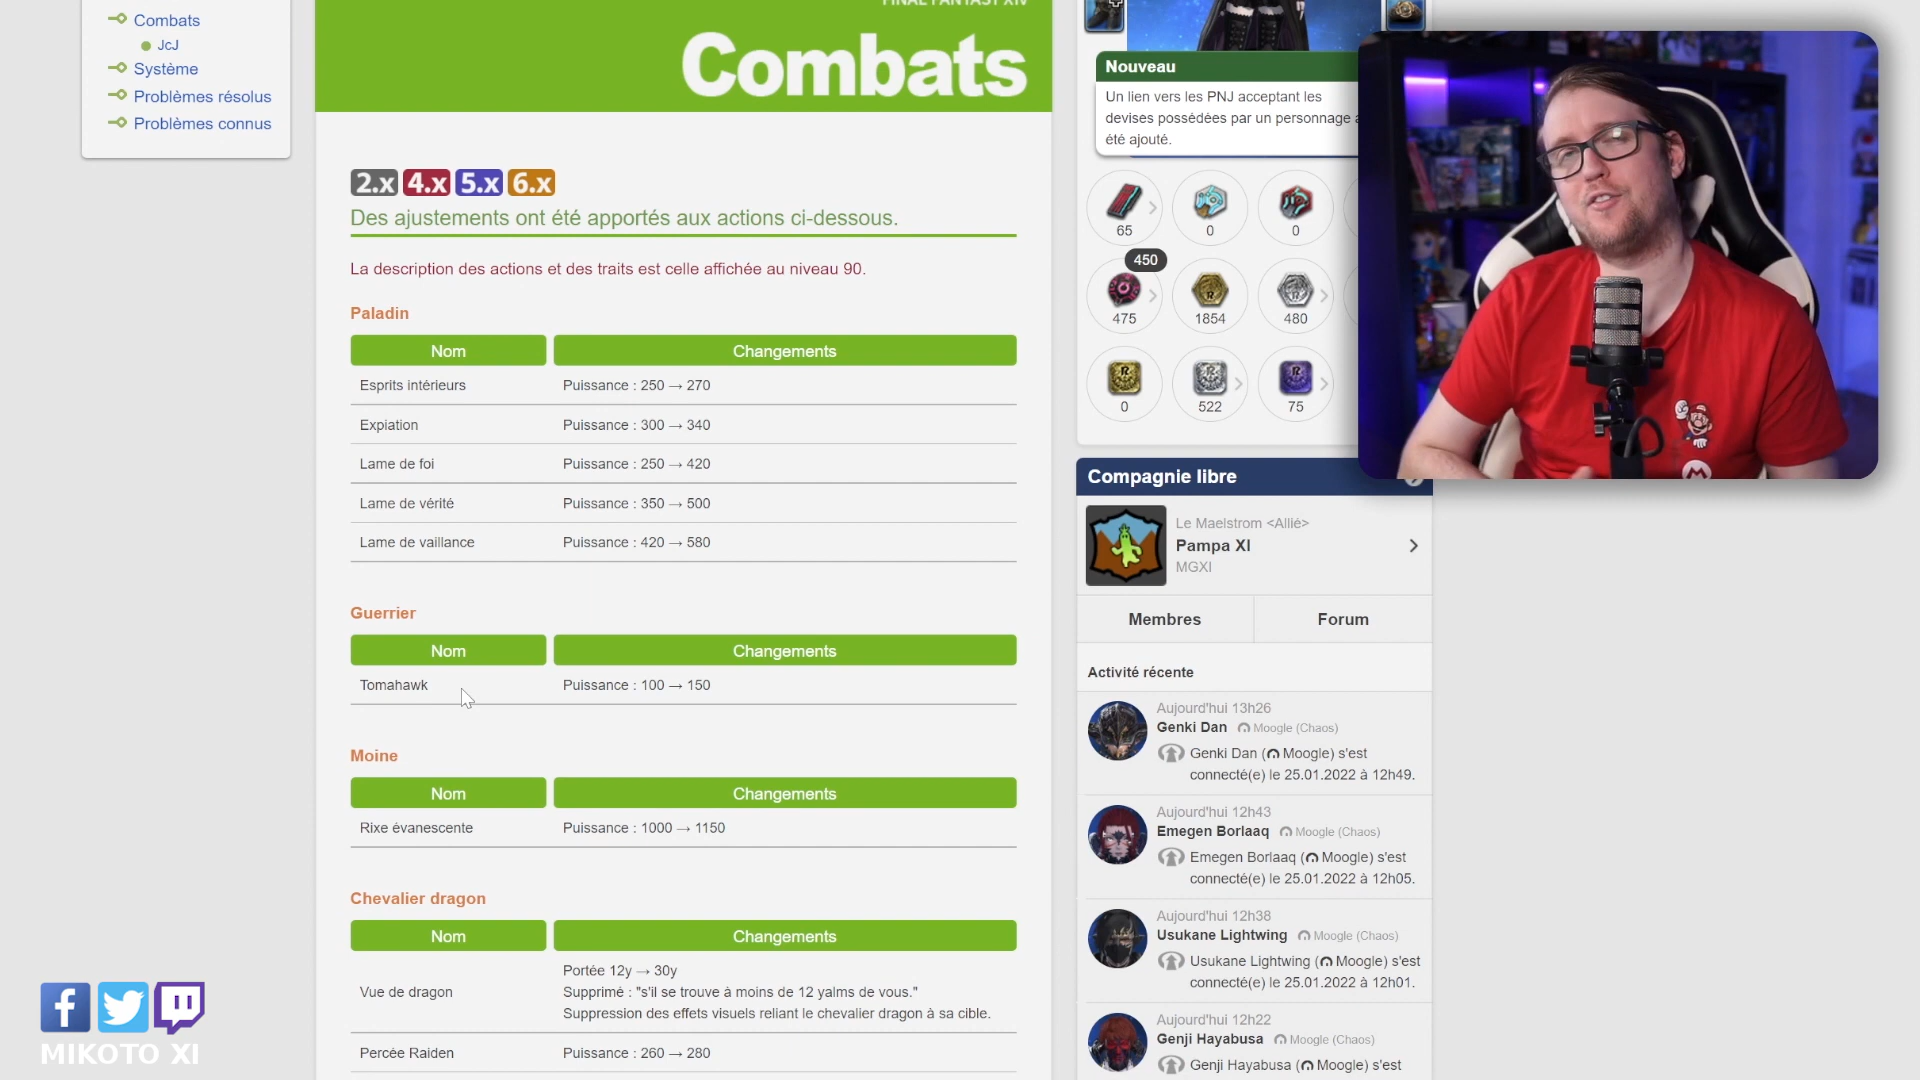 Combats
JcJ
Système
Problèmes résolus
Problèmes connus
FINAL FANTASY XIV
Combats
2.x 4.x 5.x 6.x
Des ajustements ont été apportés aux actions ci-dessous.
La description des actions et des traits est celle affichée au niveau 90.
Paladin
Nom Changements
Esprits intérieurs Puissance : 250 → 270
Expiation Puissance : 300 → 340
Lame de foi Puissance : 250 → 420
Lame de vérité Puissance : 350 → 500
Lame de vaillance Puissance : 420 → 580
Guerrier
Nom Changements
Tomahawk Puissance : 100 → 150
Moine
Nom Changements
Rixe évanescente Puissance : 1000 → 1150
Chevalier dragon
Nom Changements
Portée 12y → 30y
Vue de dragon Supprimé : "s'il se trouve à moins de 12 yalms de vous."
Suppression des effets visuels reliant le chevalier dragon à sa cible.
Percée Raiden Puissance : 260 → 280
Nouveau
Un lien vers les PNJ acceptant les
devises possédées par un personnage a
été ajouté.
65 0 0
450
475 1854 480
0 522 75
Compagnie libre
Le Maelstrom <Allié>
Pampa XI
MGXI
Membres Forum
Activité récente
Aujourd'hui 13h26
Genki Dan Moogle (Chaos)
Genki Dan (Moogle) s'est
connecté(e) le 25.01.2022 à 12h49.
Aujourd'hui 12h43
Emegen Borlaaq Moogle (Chaos)
Emegen Borlaaq (Moogle) s'est
connecté(e) le 25.01.2022 à 12h05.
Aujourd'hui 12h38
Usukane Lightwing Moogle (Chaos)
Usukane Lightwing (Moogle) s'est
connecté(e) le 25.01.2022 à 12h01.
Aujourd'hui 12h22
Genji Hayabusa Moogle (Chaos)
Genji Hayabusa (Moogle) s'est
MIKOTO XI